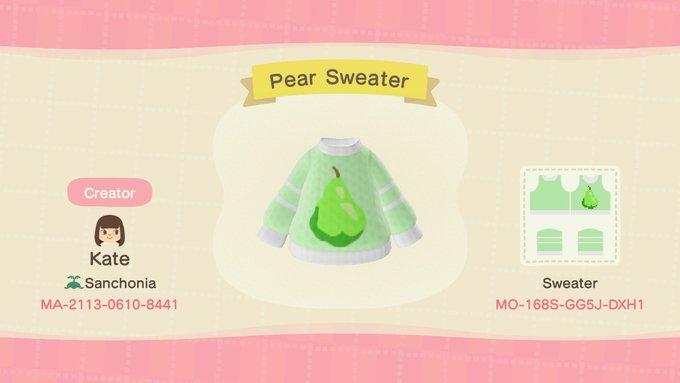 Pear Sweater
Creator
Kate
Sanchonia
MA-2113-0610-8441
Sweater
MO-168S-GG5J-DXH1